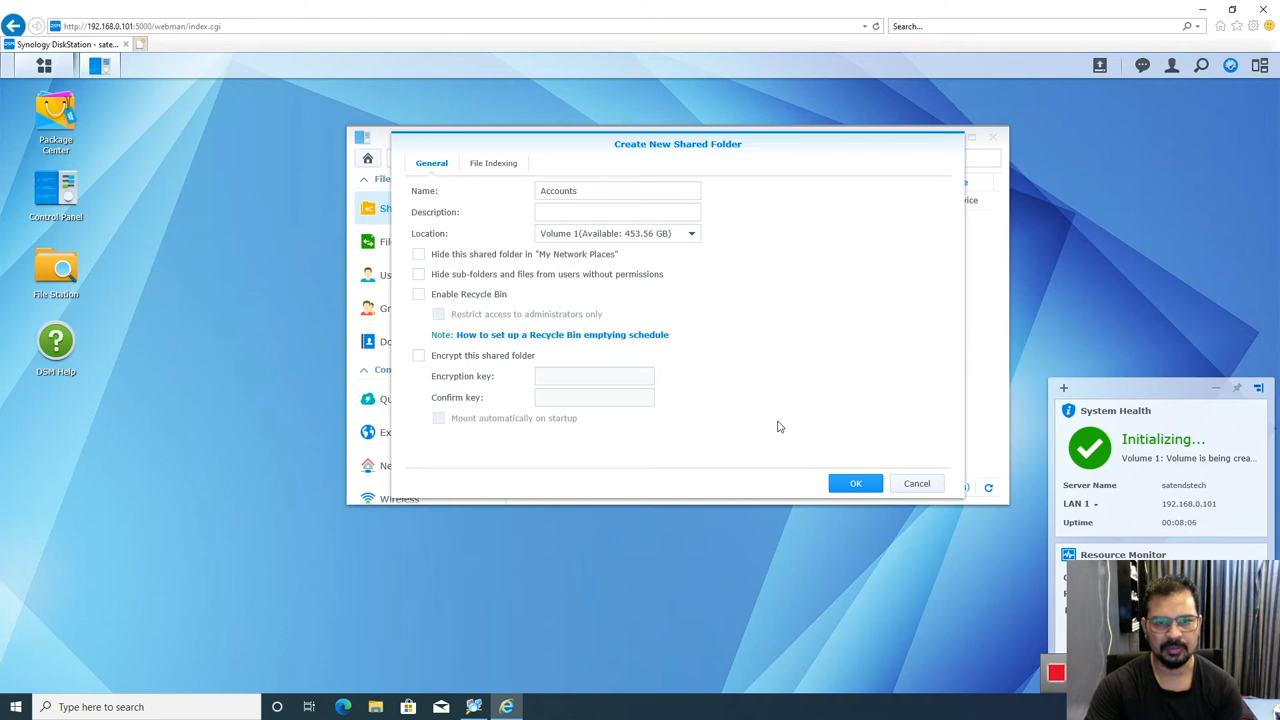 http://192.168.0.101:5000/webman/index.cgi
Search...
Synology DiskStation - sate...
Package
Center
Control Panel
File Station
DSM Help
Create New Shared Folder
General
File Indexing
Name:
Accounts
Description:
Location:
Volume 1(Available: 453.56 GB)
Hide this shared folder in "My Network Places"
Hide sub-folders and files from users without permissions
Enable Recycle Bin
Restrict access to administrators only
Note: How to set up a Recycle Bin emptying schedule
Encrypt this shared folder
Encryption key:
Confirm key:
Mount automatically on startup
OK
Cancel
Wireless
System Health
Initializing...
Volume 1: Volume is being crea...
Server Name
satendstech
LAN 1
192.168.0.101
Uptime
00:08:06
Resource Monitor
Type here to search